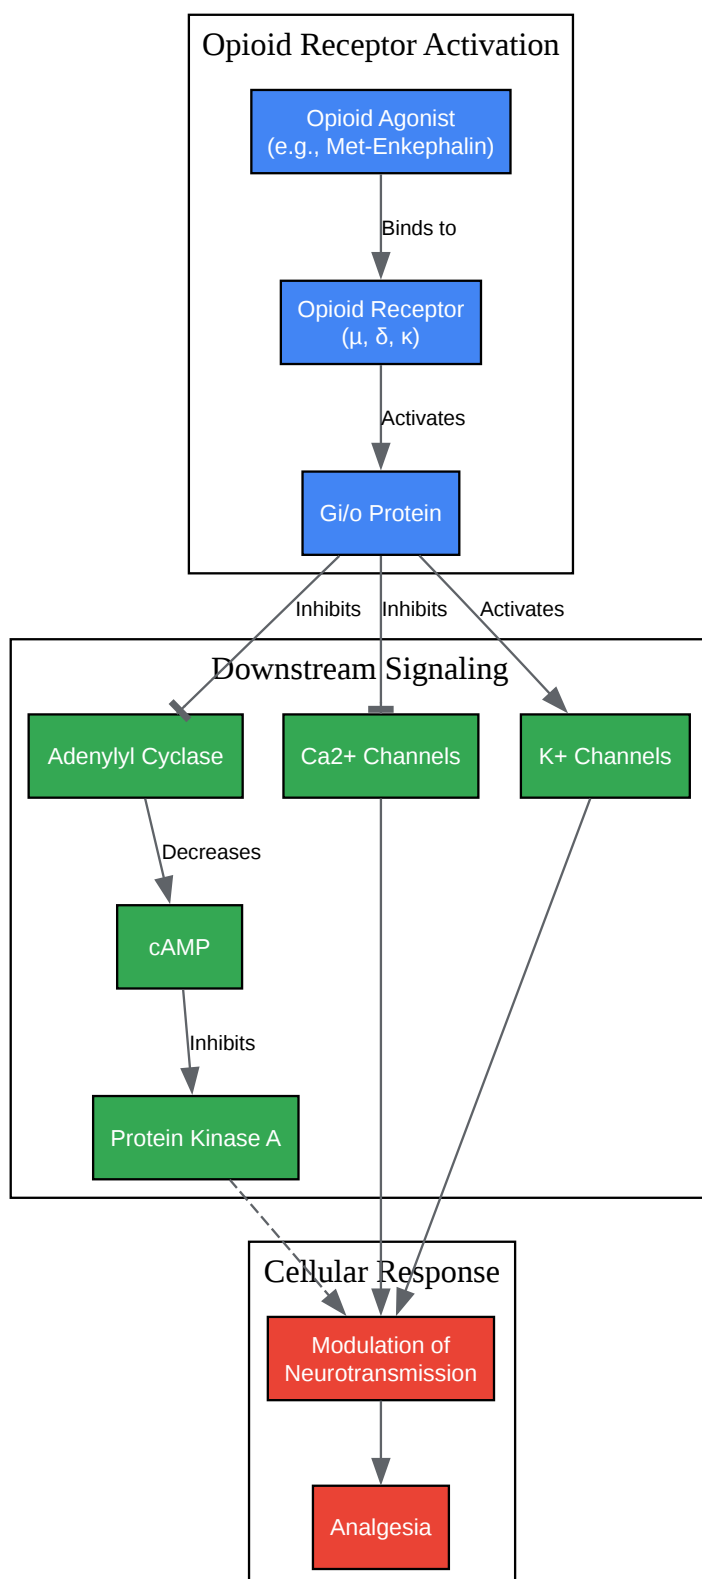 Opioid Receptor Activation
Opioid Agonist
(e.g., Met-Enkephalin)
Binds to
Opioid Receptor
(μ, δ, κ)
Activates
Gi/o Protein
Inhibits
Inhibits
Activates
Downstream Signaling
Adenylyl Cyclase
Ca2+ Channels
K+ Channels
Decreases
cAMP
Inhibits
Protein Kinase A
Cellular Response
Modulation of
Neurotransmission
Analgesia